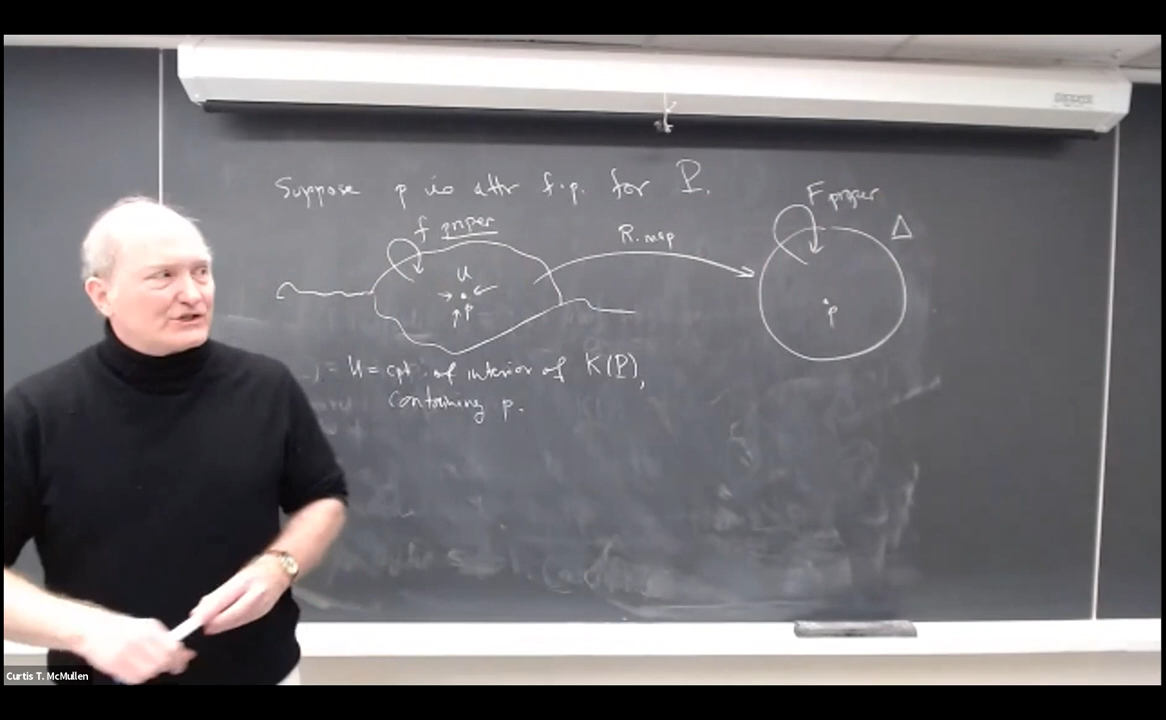 Suppose p is attr f.p. for P.
f proper
U
p
R. map
F proper
Δ
p
U = cpt. of interior of K(P),
containing p.
Curtis T. McMullen